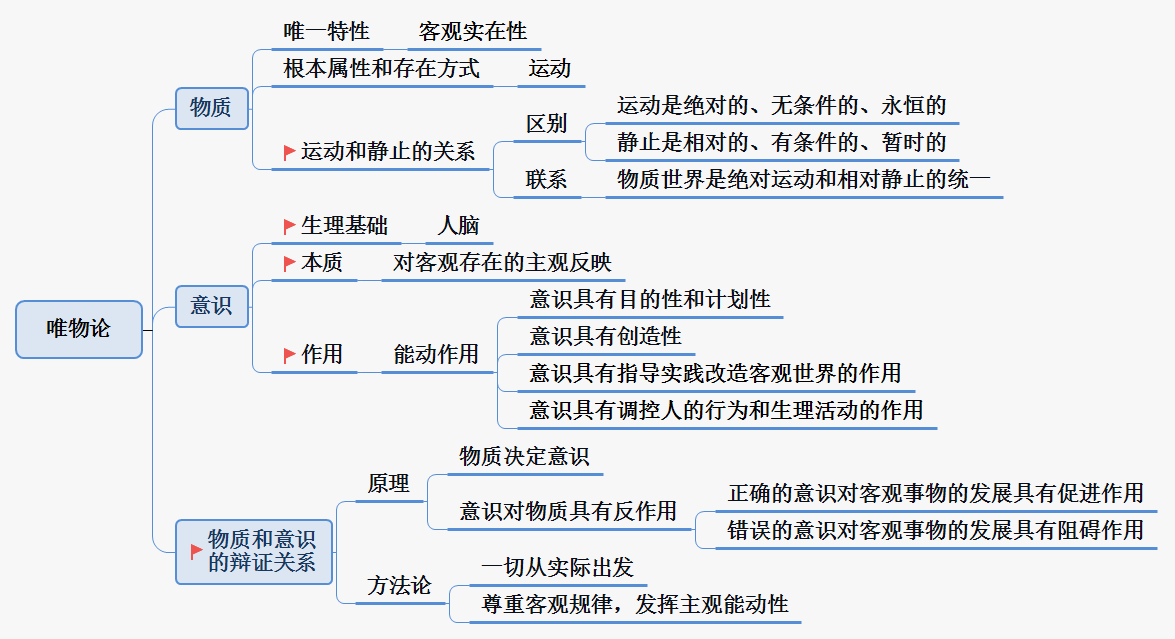 唯一特性
客观实在性
根本属性和存在方式
运动
物质
运动是绝对的、无条件的、永恒的
区别
静止是相对的、有条件的、暂时的
运动和静止的关系
联系
物质世界是绝对运动和相对静止的统一
生理基础
人脑
本质
对客观存在的主观反映
意识
意识具有目的性和计划性
唯物论
意识具有创造性
作用
能动作用
意识具有指导实践改造客观世界的作用
意识具有调控人的行为和生理活动的作用
物质决定意识
原理
意识对物质具有反作用
正确的意识对客观事物的发展具有促进作用
错误的意识对客观事物的发展具有阻碍作用
物质和意识
的辩证关系
一切从实际出发
方法论
尊重客观规律，发挥主观能动性